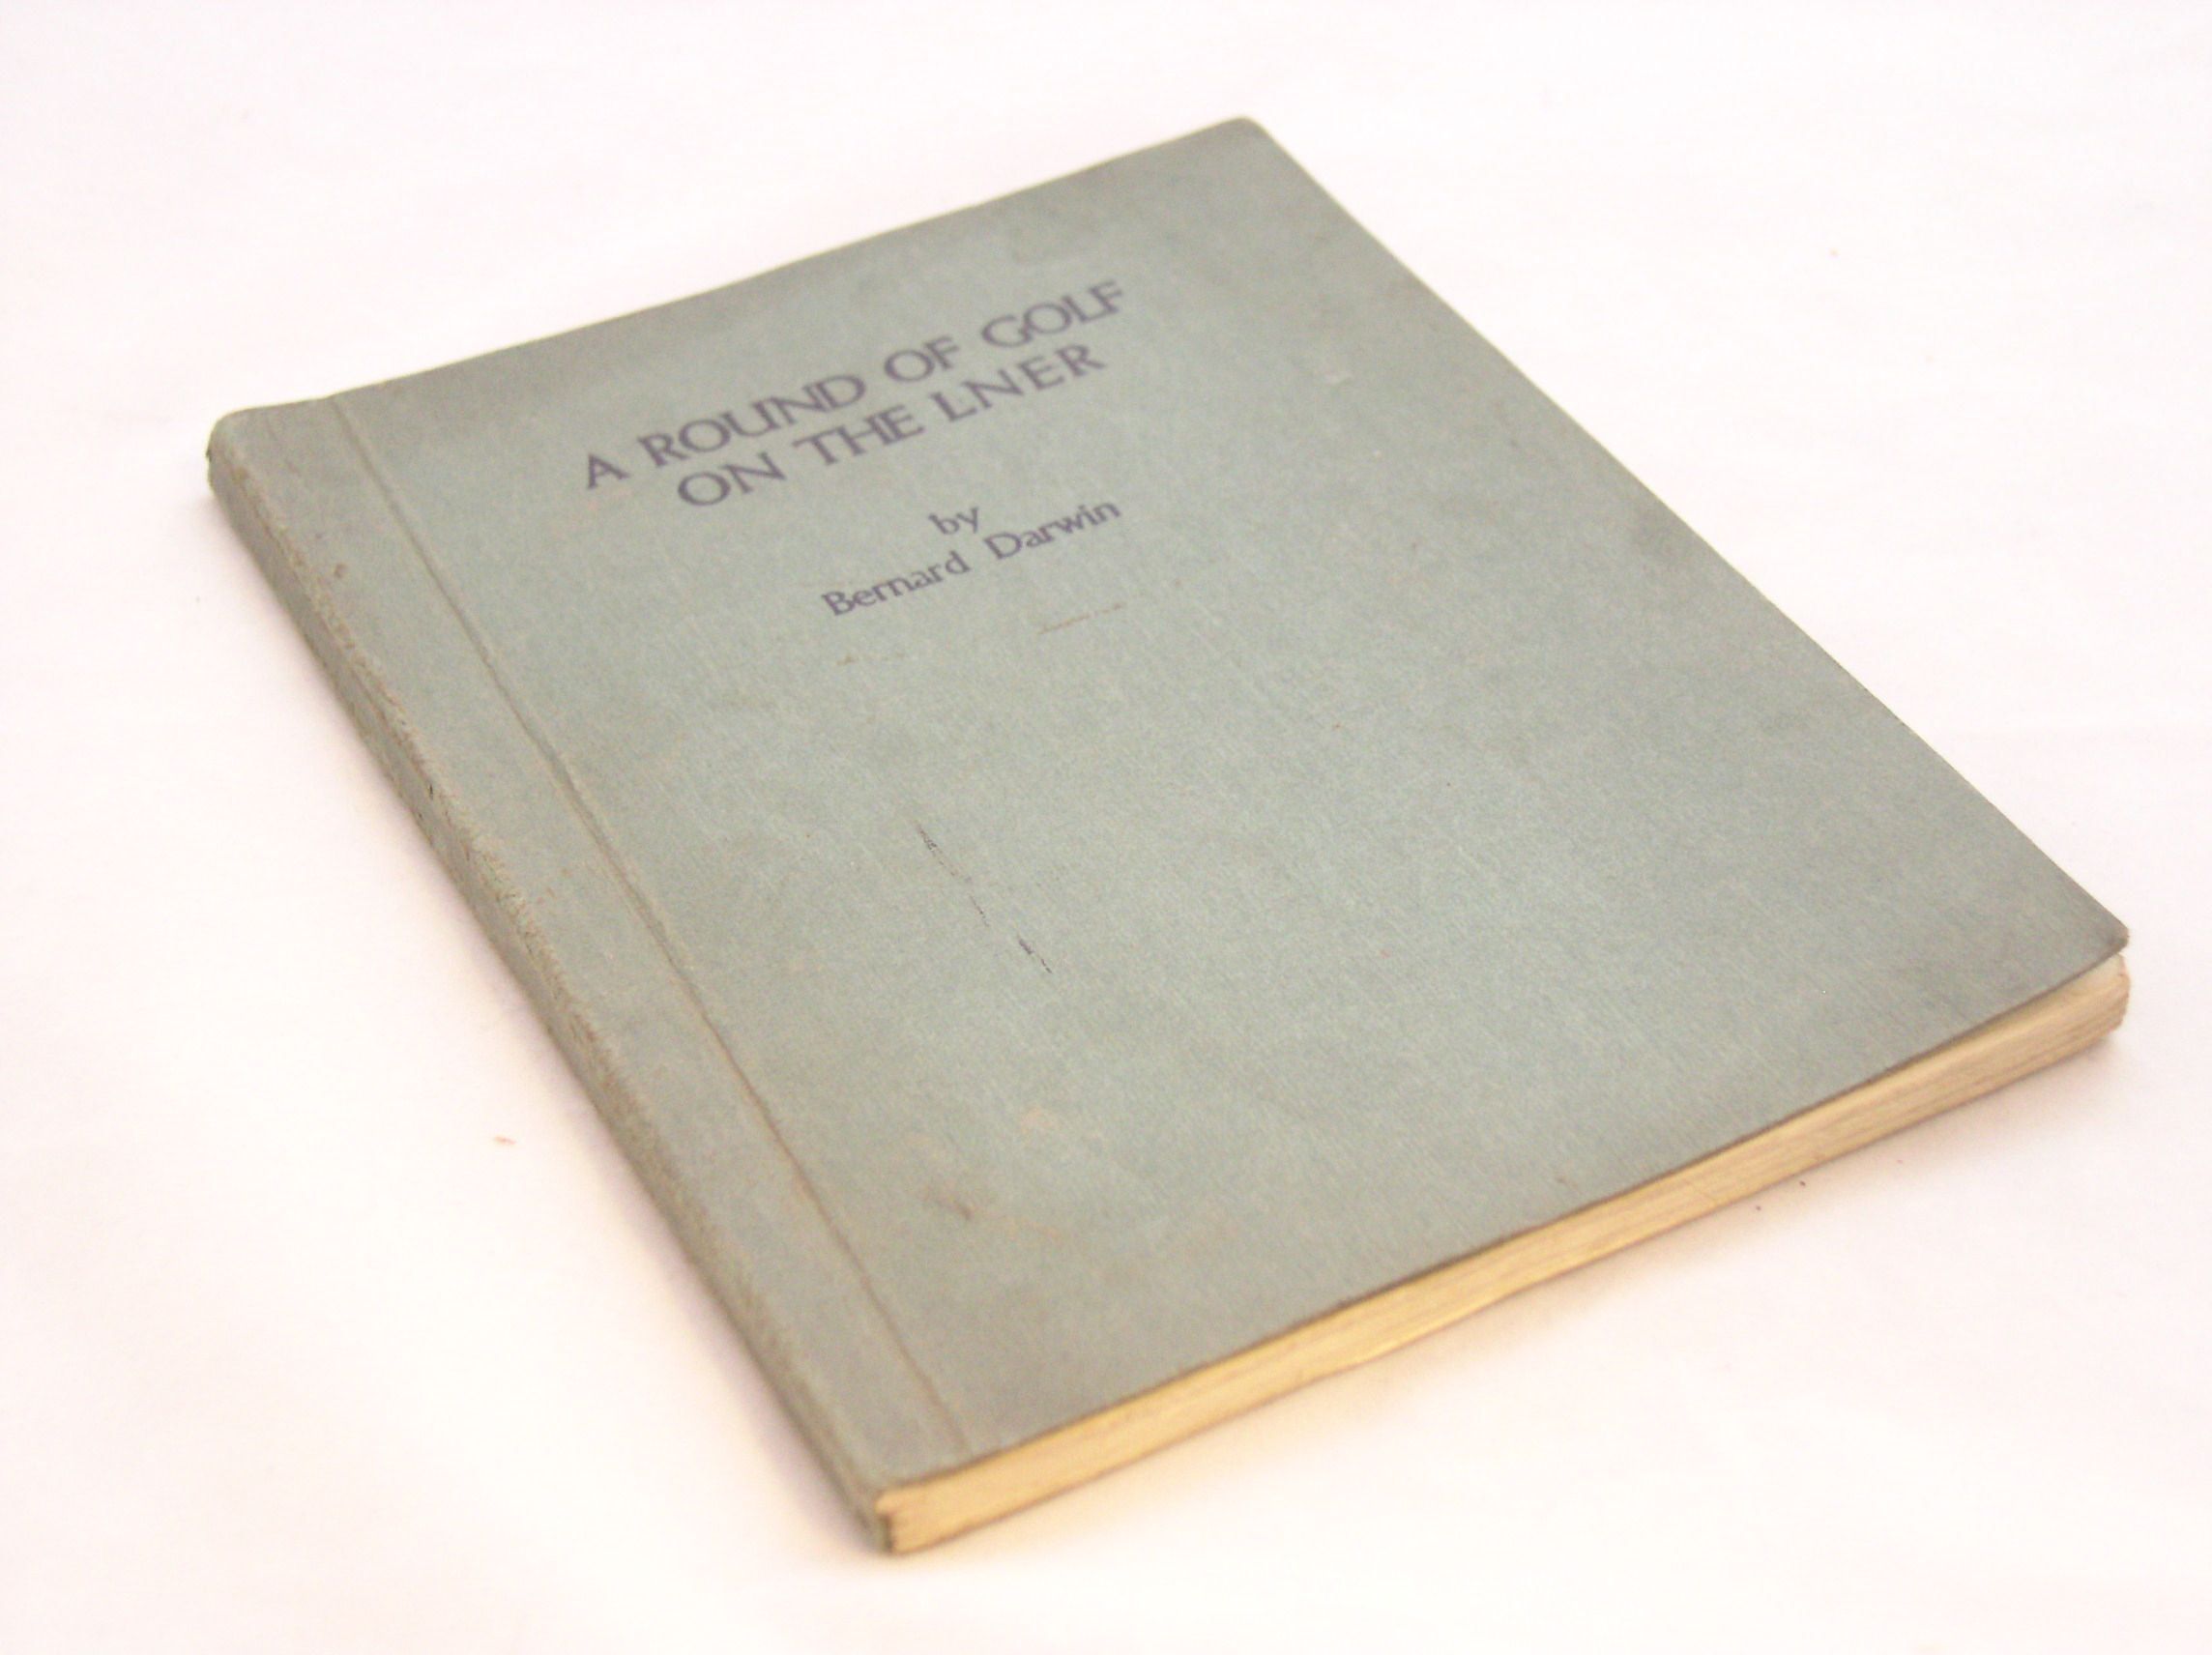 A ROUND OF GOLF
ON THE LNER
by
Bernard Darwin